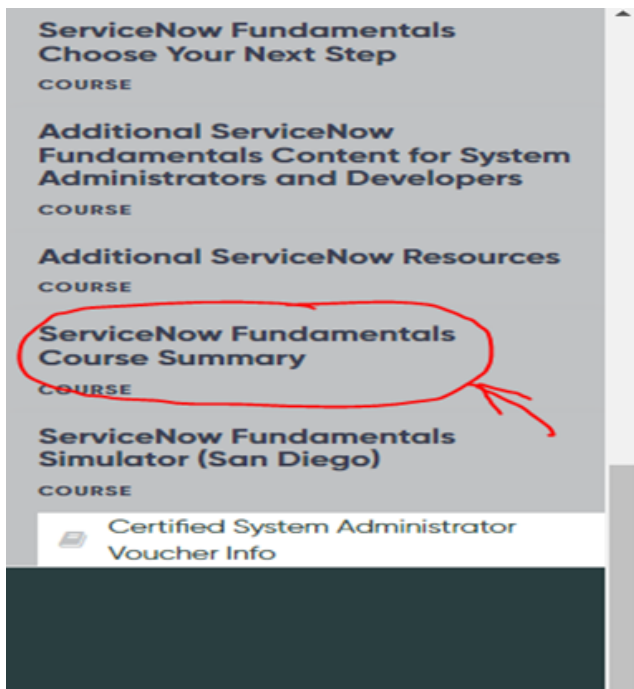 ServiceNow Fundamentals
Choose Your Next Step
COURSE
Additional ServiceNow
Fundamentals Content for System
Administrators and Developers
COURSE
Additional ServiceNow Resources
COURSE
ServiceNow Fundamentals
Course Summary
COURSE
ServiceNow Fundamentals
Simulator (San Diego)
COURSE
Certified System Administrator
Voucher Info